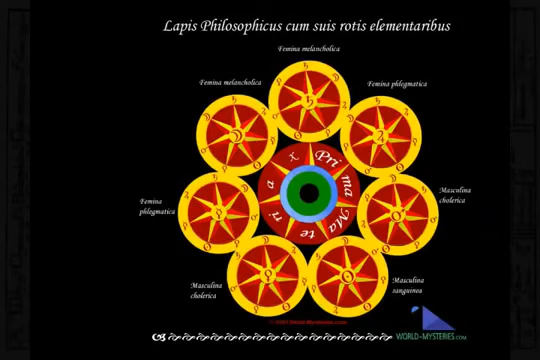 Lapis Philosophicus cum suis rotis elementaribus
Femina melancholica
Femina melancholica
Femina phlegmatica
Femina
phlegmatica
Masculina
cholerica
Prima Materia x
Masculina
cholerica
Masculina
sanguinea
WORLD-MYSTERIES.COM